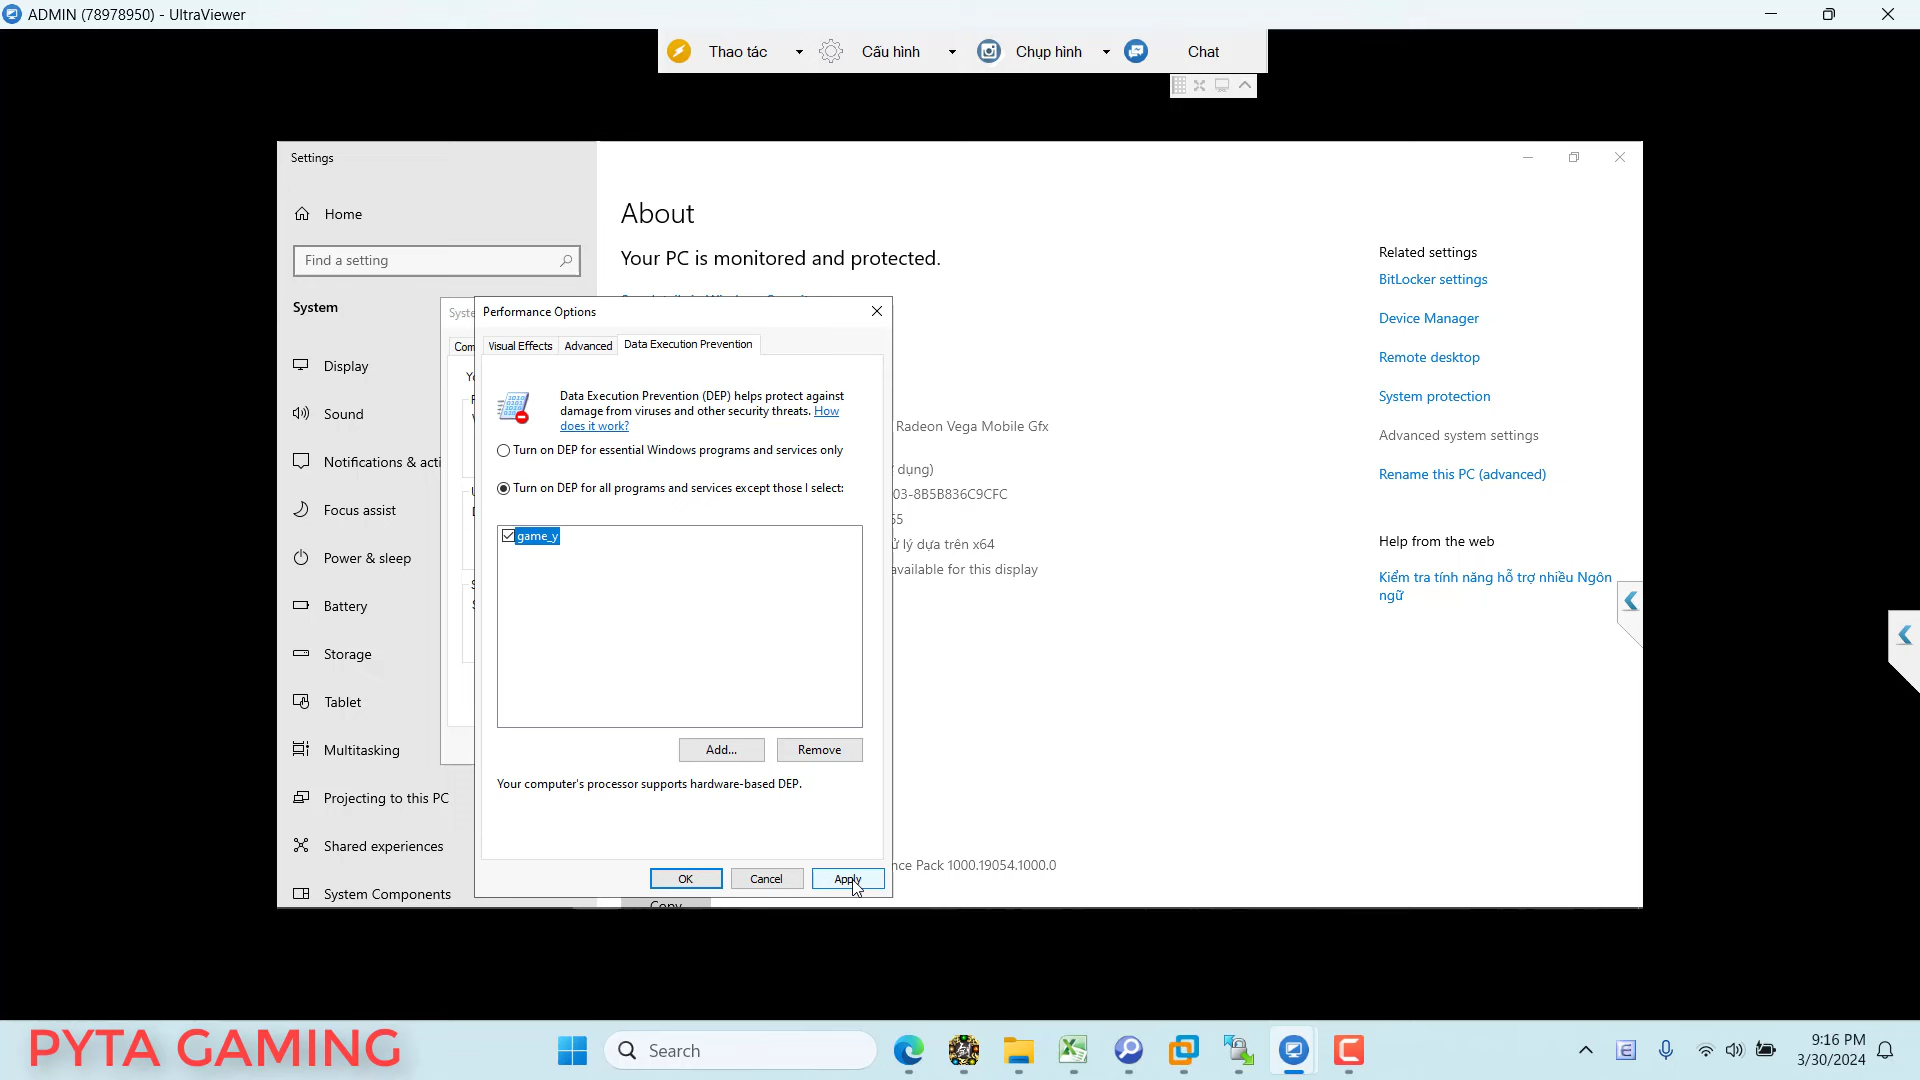 ADMIN (78978950) - UltraViewer
Thao tác
Cấu hình
Chụp hình
Chat
Settings
Home
Find a setting
System
Display
Sound
Notifications & acti
Focus assist
Power & sleep
Battery
Storage
Tablet
Multitasking
Projecting to this PC
Shared experiences
System Components
About
Your PC is monitored and protected.
Syste
Com
Performance Options
Visual Effects
Advanced
Data Execution Prevention
Data Execution Prevention (DEP) helps protect against
damage from viruses and other security threats. How
does it work?
Turn on DEP for essential Windows programs and services only
Turn on DEP for all programs and services except those I select:
game_y
Add...
Remove
Your computer's processor supports hardware-based DEP.
OK
Cancel
Apply
Radeon Vega Mobile Gfx
dụng)
03-8B5B836C9CFC
ử lý dựa trên x64
available for this display
nce Pack 1000.19054.1000.0
Copy
Related settings
BitLocker settings
Device Manager
Remote desktop
System protection
Advanced system settings
Rename this PC (advanced)
Help from the web
Kiểm tra tính năng hỗ trợ nhiều Ngôn
ngữ
PYTA GAMING
Search
9:16 PM
3/30/2024